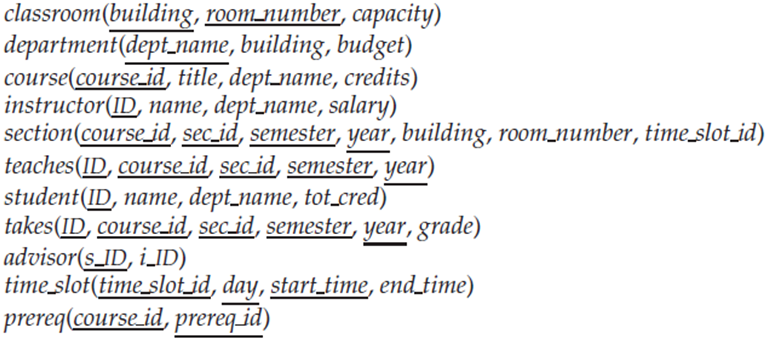 classroom(building, room_number, capacity)
department(dept_name, building, budget)
course(course_id, title, dept_name, credits)
instructor(ID, name, dept_name, salary)
section(course_id, sec_id, semester, year, building, room_number, time_slot_id)
teaches(ID, course_id, sec_id, semester, year)
student(ID, name, dept_name, tot_cred)
takes(ID, course_id, sec_id, semester, year, grade)
advisor(s_ID, i_ID)
time_slot(time_slot_id, day, start_time, end_time)
prereq(course_id, prereq_id)